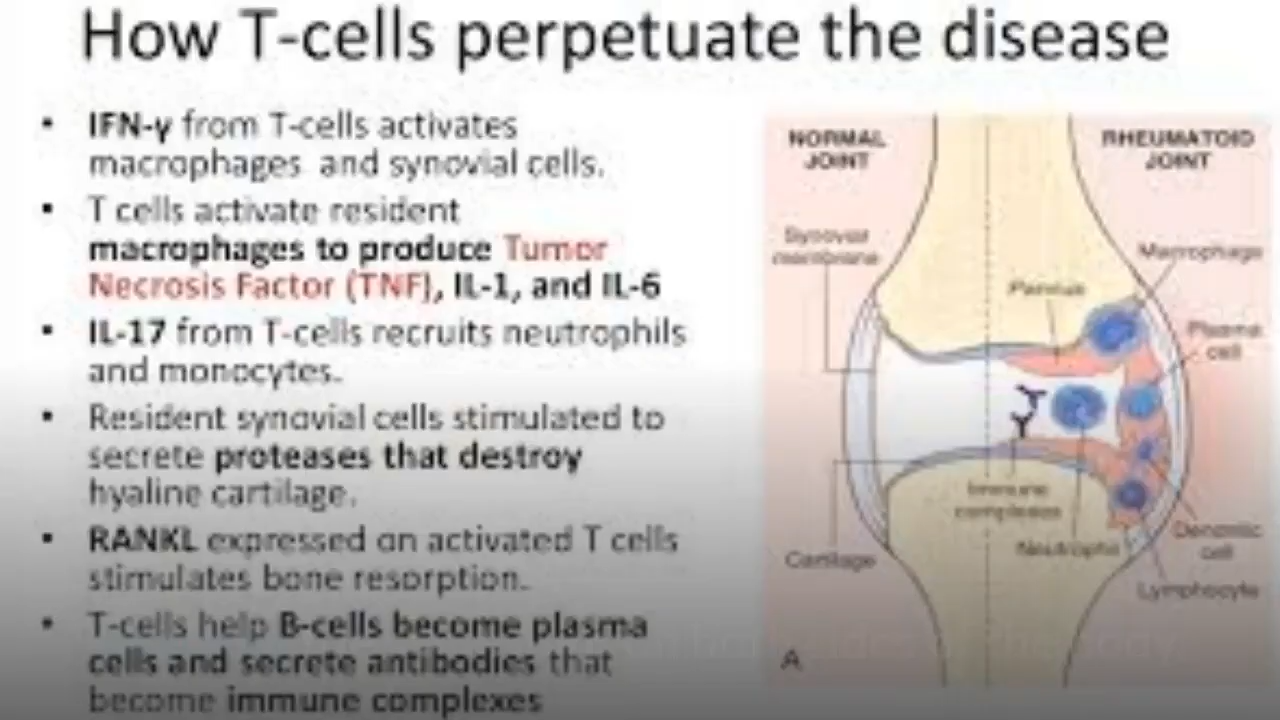 How T-cells perpetuate the disease
• IFN-γ from T-cells activates
macrophages and synovial cells.
• T cells activate resident
macrophages to produce Tumor
Necrosis Factor (TNF), IL-1, and IL-6
• IL-17 from T-cells recruits neutrophils
and monocytes.
• Resident synovial cells stimulated to
secrete proteases that destroy
hyaline cartilage.
• RANKL expressed on activated T cells
stimulates bone resorption.
• T-cells help B-cells become plasma
cells and secrete antibodies that
become immune complexes
NORMAL
JOINT
RHEUMATOID
JOINT
Synovial
membrane
Macrophage
Pannus
Plasma
cell
Immune
complexes
Neutrophil
Dendritic
cell
Cartilage
Lymphocyte
A